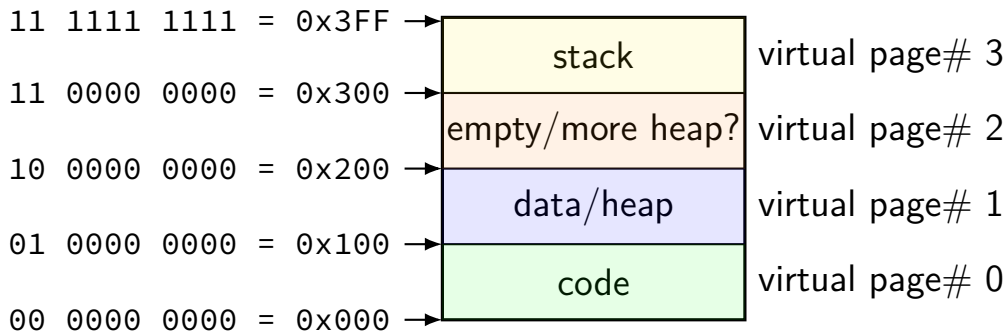 11 1111 1111 = 0x3FF
stack
virtual page# 3
11 0000 0000 = 0x300
empty/more heap?
virtual page# 2
10 0000 0000 = 0x200
data/heap
virtual page# 1
01 0000 0000 = 0x100
code
virtual page# 0
00 0000 0000 = 0x000